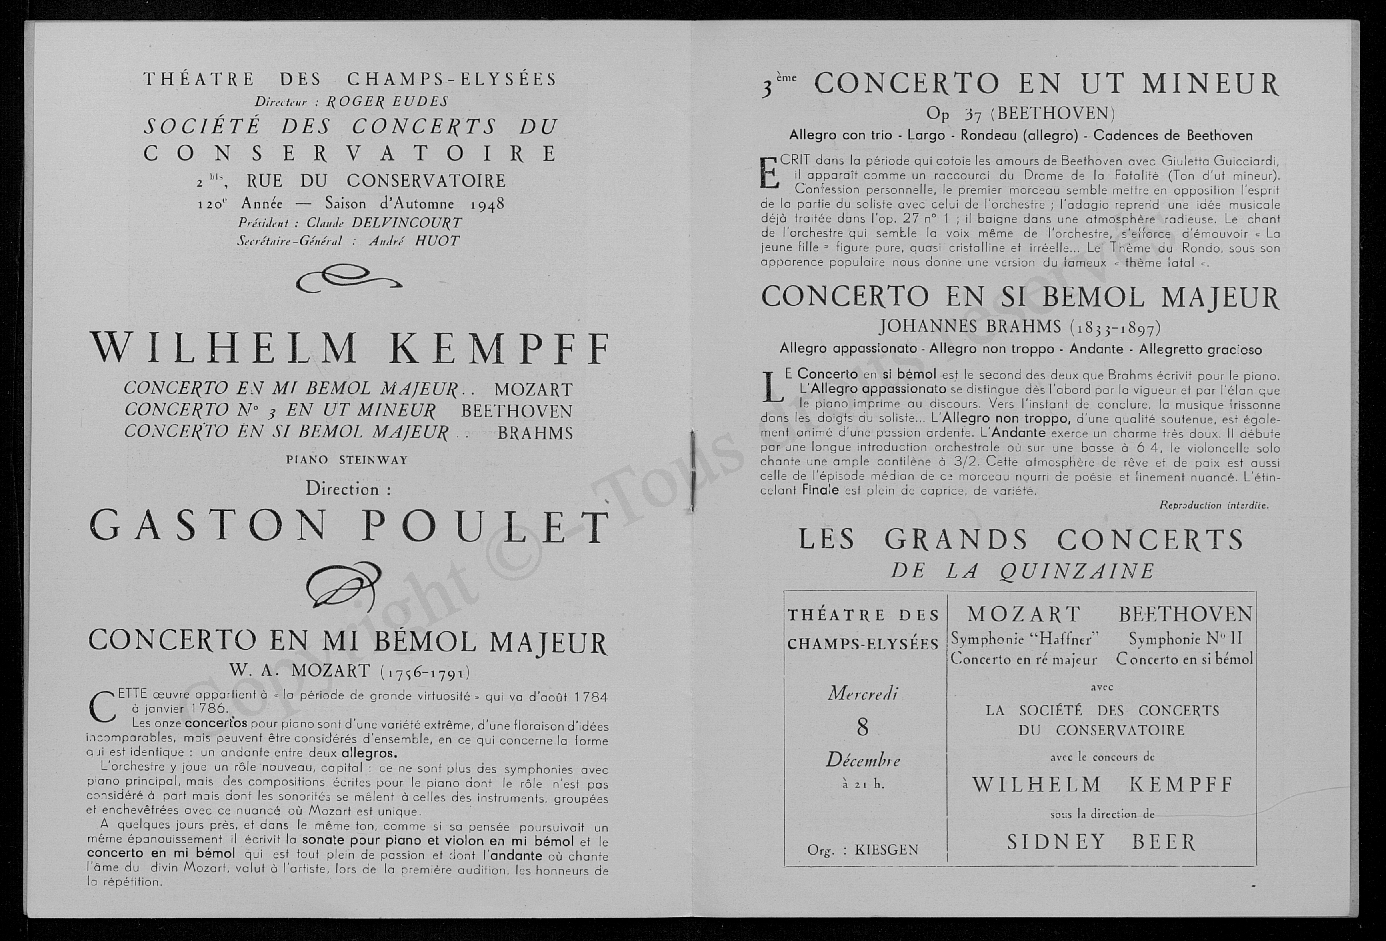 THÉATRE DES CHAMPS-ELYSÉES
Directeur : ROGER EUDES
SOCIÉTÉ DES CONCERTS DU
CONSERVATOIRE
2 bis, RUE DU CONSERVATOIRE
120e Année — Saison d'Automne 1948
Président : Claude DELVINCOURT
Secrétaire-Général : André HUOT
WILHELM KEMPFF
CONCERTO EN MI BEMOL MAJEUR.. MOZART
CONCERTO No 3 EN UT MINEUR BEETHOVEN
CONCERTO EN SI BEMOL MAJEUR .. BRAHMS
PIANO STEINWAY
Direction :
GASTON POULET
CONCERTO EN MI BÉMOL MAJEUR
W. A. MOZART (1756-1791)
CETTE œuvre appartient à « la période de grande virtuosité » qui va d'août 1784
à janvier 1786.
Les onze concertos pour piano sont d'une variété extrême, d'une floraison d'idées
incomparables, mais peuvent être considérés d'ensemble, en ce qui concerne la forme
qui est identique : un andante entre deux allegros.
L'orchestre y joue un rôle nouveau, capital : ce ne sont plus des symphonies avec
piano principal, mais des compositions écrites pour le piano dont le rôle n'est pas
considéré à part mais dont les sonorités se mêlent à celles des instruments, groupées
et enchevêtrées avec ce nuancé où Mozart est unique.
A quelques jours près, et dans le même ton, comme si sa pensée poursuivait un
même épanouissement il écrivit la sonate pour piano et violon en mi bémol et le
concerto en mi bémol qui est tout plein de passion et dont l'andante où chante
l'âme du divin Mozart, valut à l'artiste, lors de la première audition, les honneurs de
la répétition.
3ème CONCERTO EN UT MINEUR
Op 37 (BEETHOVEN)
Allegro con trio - Largo - Rondeau (allegro) - Cadences de Beethoven
ECRIT dans la période qui cotoie les amours de Beethoven avec Giuletta Guicciardi,
il apparaît comme un raccourci du Drame de la Fatalité (Ton d'ut mineur).
Confession personnelle, le premier morceau semble mettre en opposition l'esprit
de la partie du soliste avec celui de l'orchestre ; l'adagio reprend une idée musicale
déjà traitée dans l'op. 27 n° 1 ; il baigne dans une atmosphère radieuse. Le chant
de l'orchestre qui semble la voix même de l'orchestre, s'efforce d'émouvoir « La
jeune fille » figure pure, quasi cristalline et irréelle... Le Thème du Rondo, sous son
apparence populaire nous donne une version du fameux « thème fatal ».
CONCERTO EN SI BEMOL MAJEUR
JOHANNES BRAHMS (1833-1897)
Allegro appassionato - Allegro non troppo - Andante - Allegretto gracioso
LE Concerto en si bémol est le second des deux que Brahms écrivit pour le piano.
L'Allegro appassionato se distingue dès l'abord par la vigueur et par l'élan que
le piano imprime au discours. Vers l'instant de conclure, la musique frissonne
dans les doigts du soliste... L'Allegro non troppo, d'une qualité soutenue, est égale-
ment animé d'une passion ardente. L'Andante exerce un charme très doux. Il débute
par une longue introduction orchestrale où sur une basse à 6 4, le violoncelle solo
chante une ample cantilène à 3/2. Cette atmosphère de rêve et de paix est aussi
celle de l'épisode médian de ce morceau nourri de poésie et finement nuancé. L'étin-
celant Finale est plein de caprice, de variété.
Reproduction interdite.
LES GRANDS CONCERTS
DE LA QUINZAINE
THÉATRE DES
CHAMPS-ELYSÉES
Mercredi
8
Décembre
à 21 h.
Org. : KIESGEN
MOZART BEETHOVEN
Symphonie "Haffner" Symphonie No II
Concerto en ré majeur Concerto en si bémol
avec
LA SOCIÉTÉ DES CONCERTS
DU CONSERVATOIRE
avec le concours de
WILHELM KEMPFF
sous la direction de
SIDNEY BEER
Copyright © - Tous droits réservés